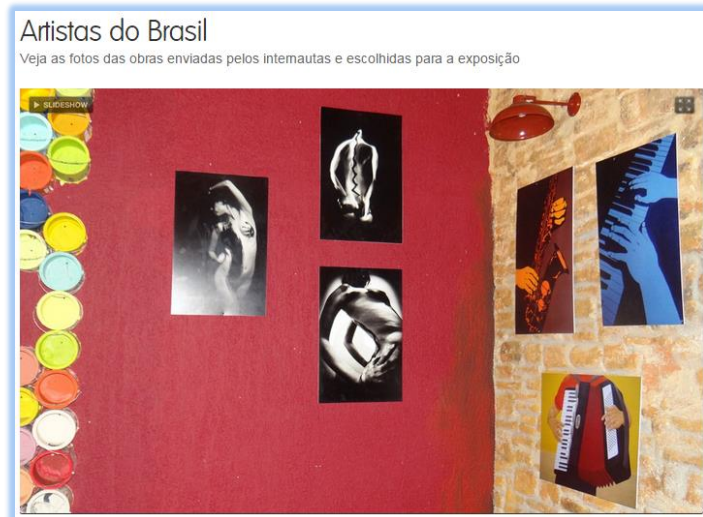 Artistas do Brasil
Veja as fotos das obras enviadas pelos internautas e escolhidas para a exposição
SLIDESHOW